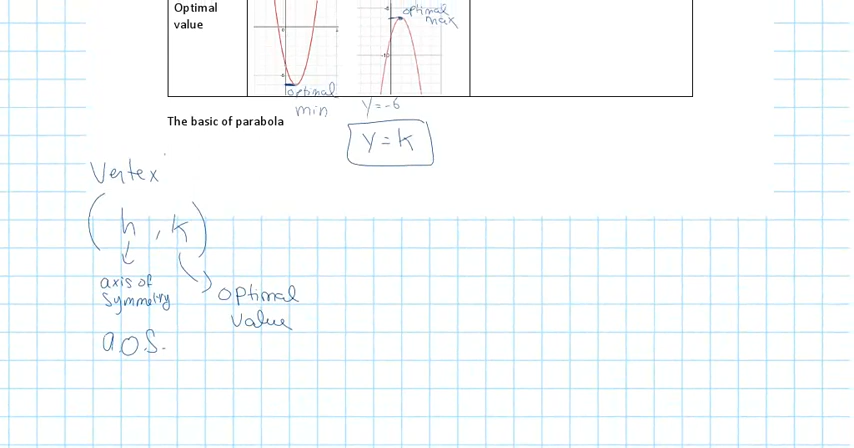 Optimal
value
optimal
max
optimal
min
y = -6
The basic of parabola
y = k
Vertex
(h, k)
axis of
symmetry
optimal
value
a.O.S.